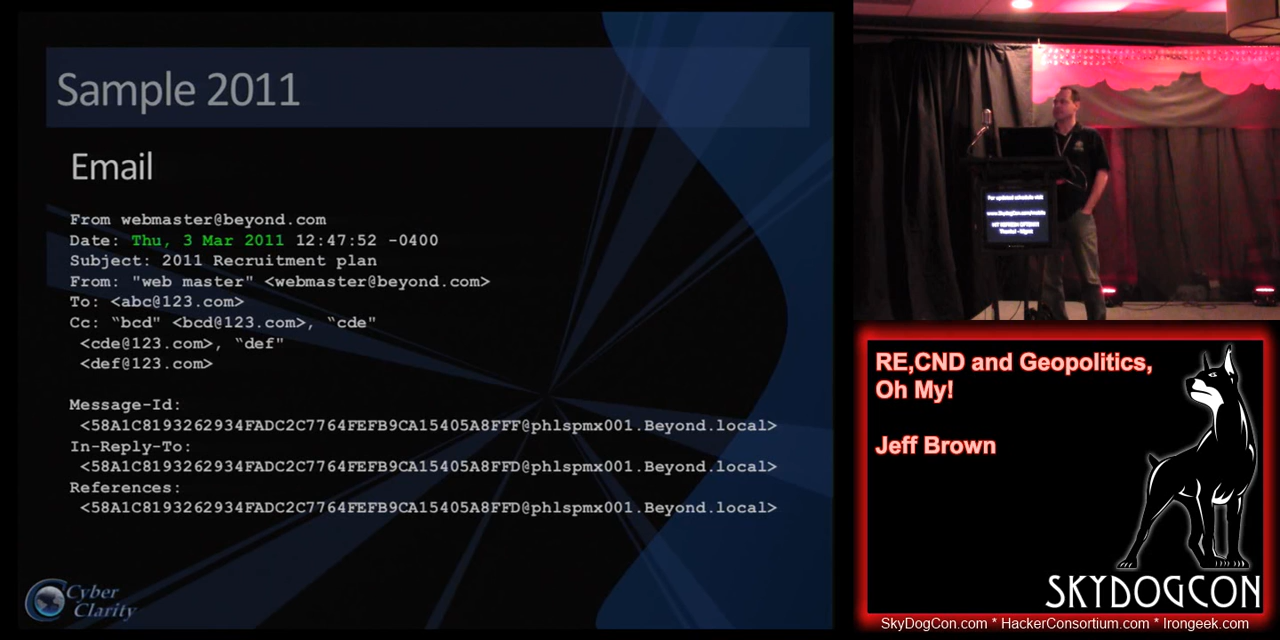 Sample 2011
Email
From webmaster@beyond.com
Date: Thu, 3 Mar 2011 12:47:52 -0400
Subject: 2011 Recruitment plan
From: "web master" <webmaster@beyond.com>
To: <abc@123.com>
Cc: “bcd" <bcd@123.com>, “cde"
<cde@123.com>, “def"
<def@123.com>
Message-Id:
<58A1C8193262934FADC2C7764FEFB9CA15405A8FFF@phlspmx001.Beyond.local>
In-Reply-To:
<58A1C8193262934FADC2C7764FEFB9CA15405A8FFD@phlspmx001.Beyond.local>
References:
<58A1C8193262934FADC2C7764FEFB9CA15405A8FFD@phlspmx001.Beyond.local>
Cyber
Clarity
For updated schedule visit
RE,CND and Geopolitics,
Oh My!
Jeff Brown
SKYDOGCON
SkyDogCon.com * HackerConsortium.com * Irongeek.com